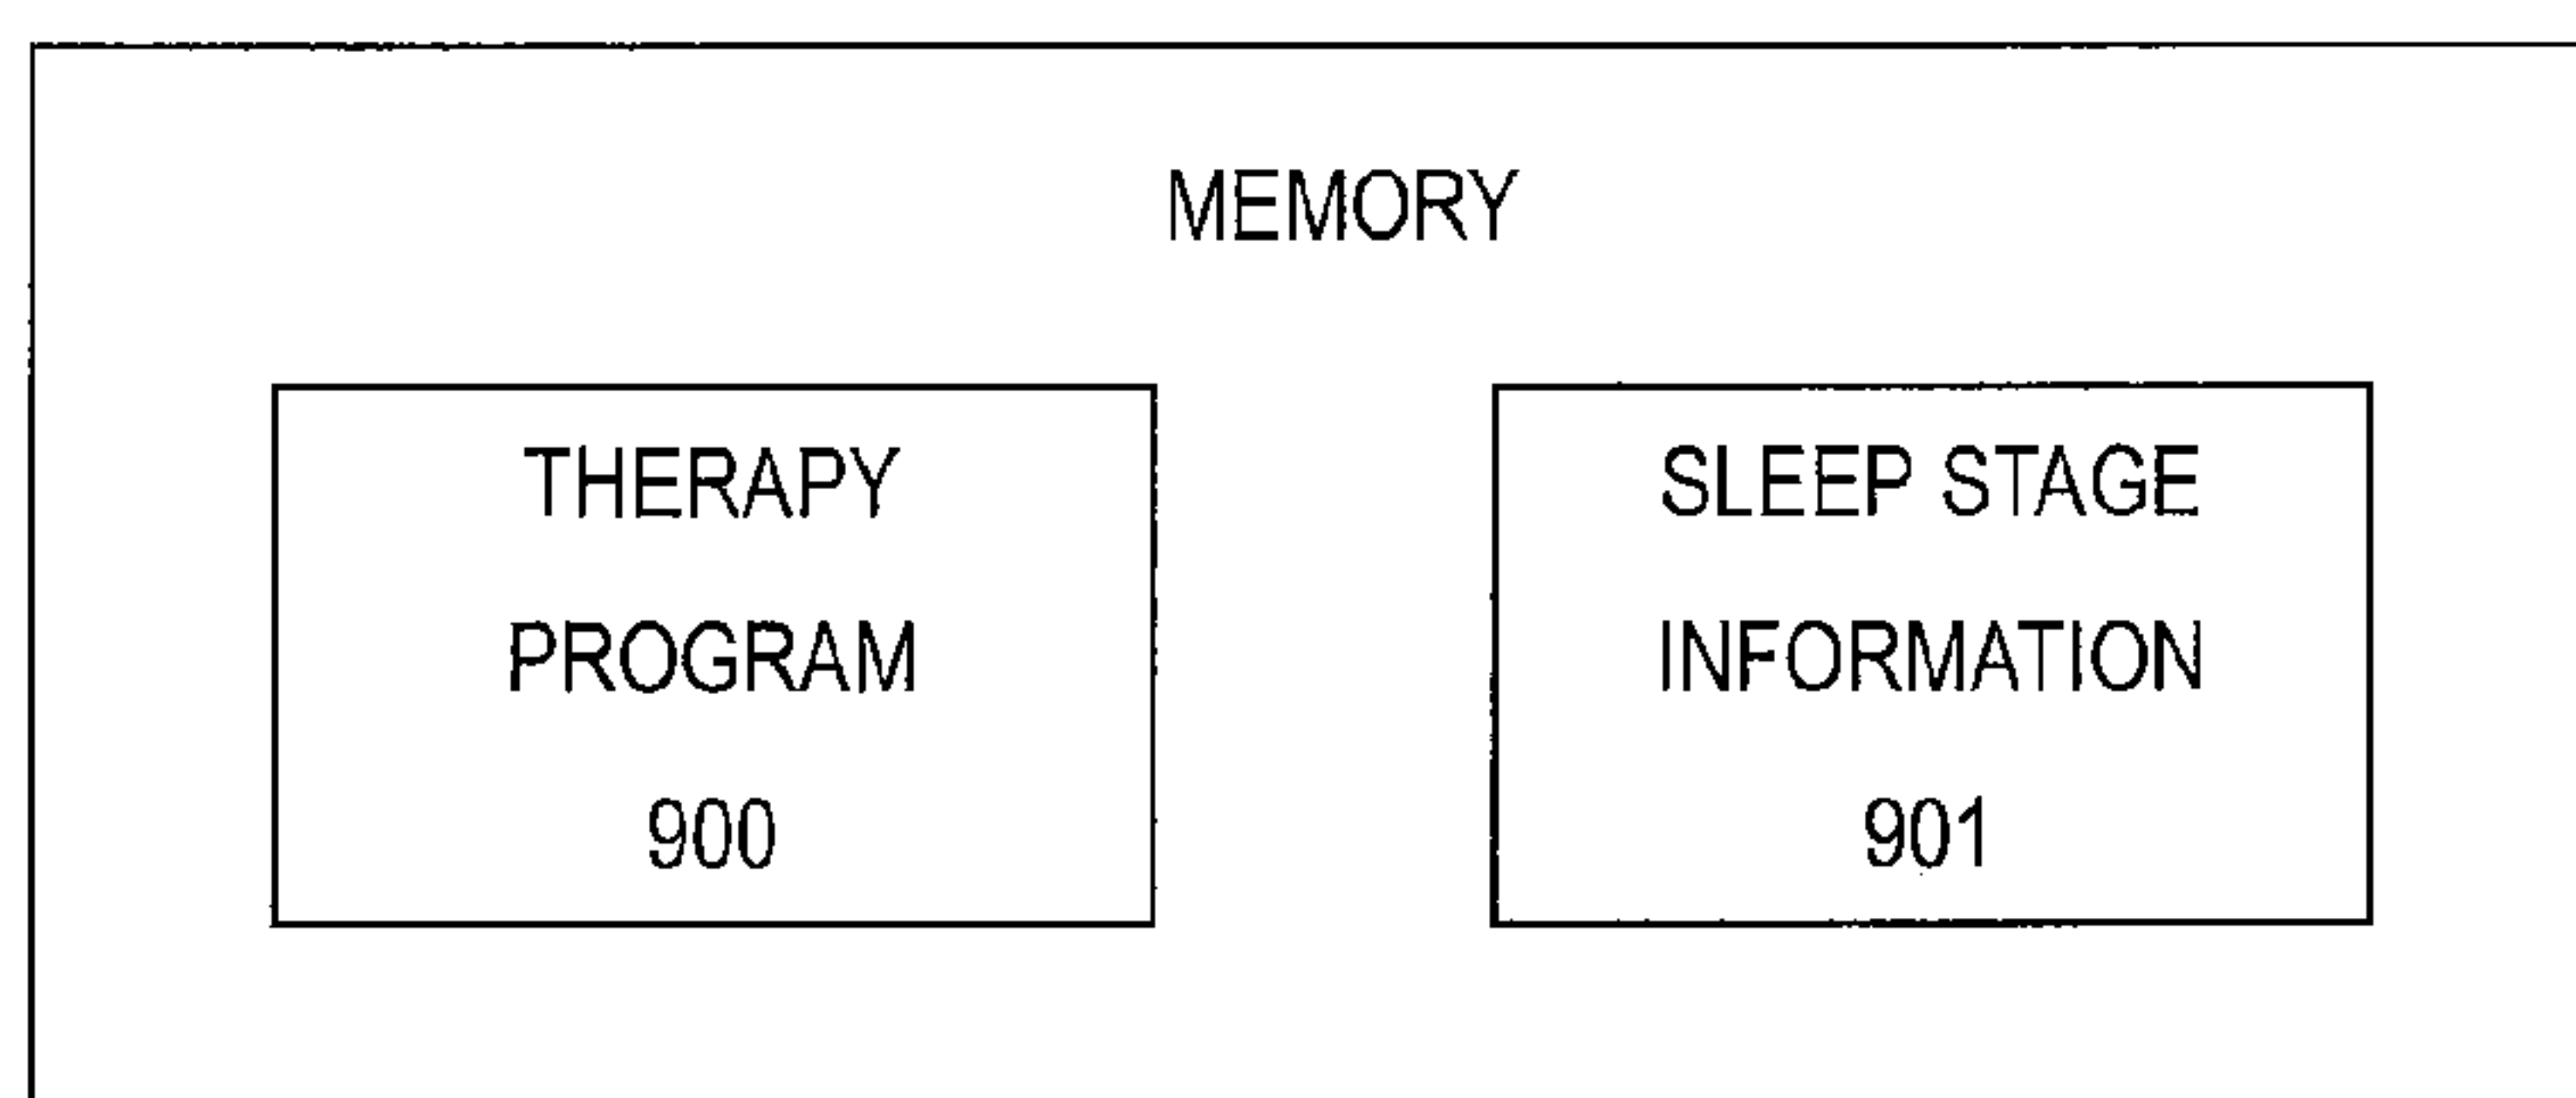 MEMORY
THERAPY
PROGRAM
900
SLEEP STAGE
INFORMATION
901